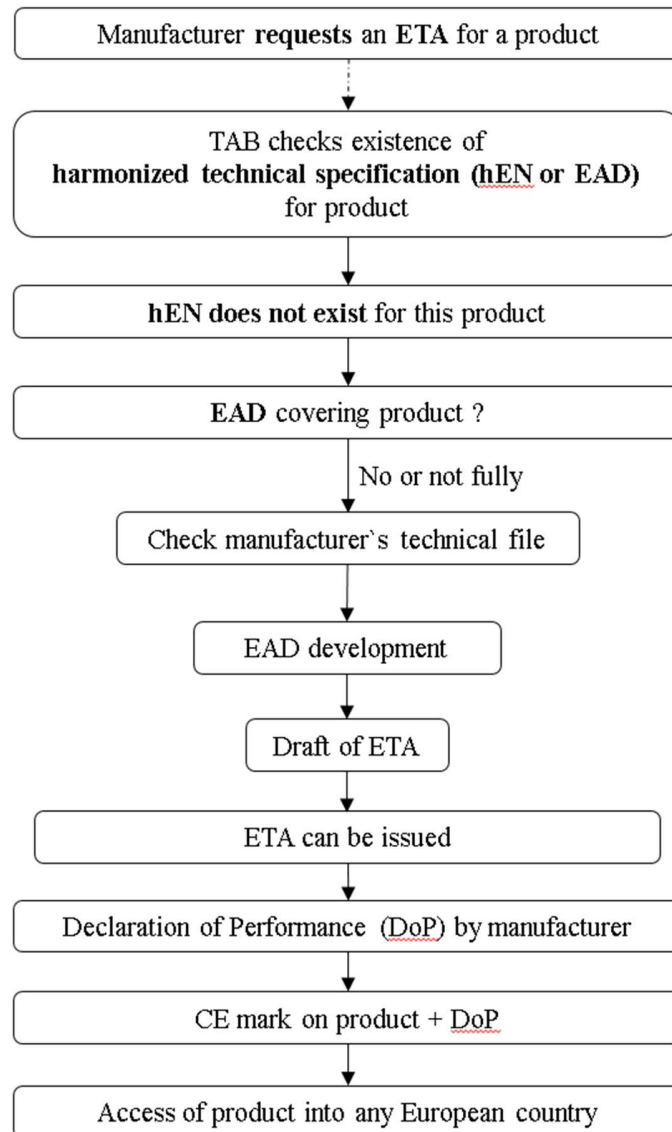 Manufacturer requests an ETA for a product
TAB checks existence of
harmonized technical specification (hEN or EAD)
for product
hEN does not exist for this product
EAD covering product ?
No or not fully
Check manufacturer`s technical file
EAD development
Draft of ETA
ETA can be issued
Declaration of Performance (DoP) by manufacturer
CE mark on product + DoP
Access of product into any European country